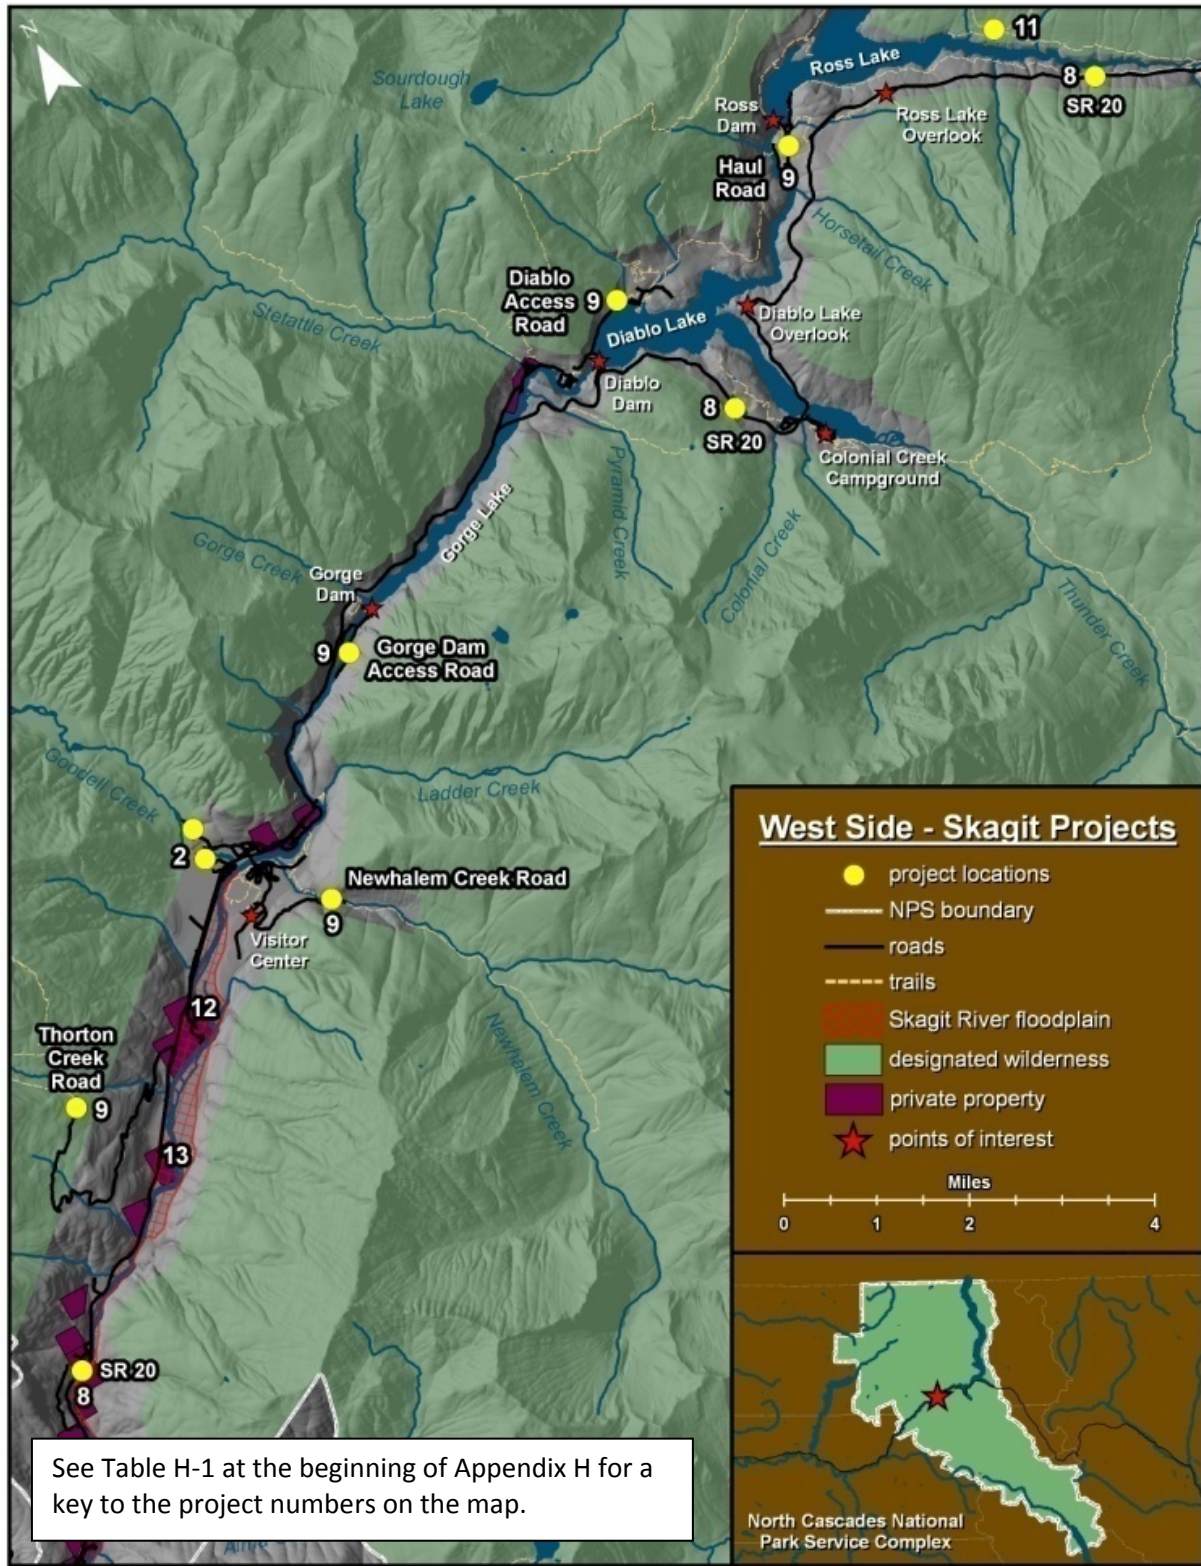 N
11
Ross Lake
8
SR 20
Sourdough
Lake
Ross
Dam
Ross Lake
Overlook
Haul
Road
9
Horsetail Creek
Diablo
Access
Road
9
Diablo Lake
Diablo Lake
Overlook
Stetattle Creek
Diablo
Dam
8
SR 20
Colonial Creek
Campground
Pyramid Creek
Colonial Creek
Gorge Lake
Gorge Creek
Gorge
Dam
Thunder Creek
9
Gorge Dam
Access Road
Goodell Creek
Ladder Creek
2
Newhalem Creek Road
9
Visitor
Center
12
Newhalem Creek
Thorton
Creek
Road
9
13
SR 20
8
West Side - Skagit Projects
project locations
NPS boundary
roads
trails
Skagit River floodplain
designated wilderness
private property
points of interest
Miles
0 1 2 4
North Cascades National
Park Service Complex
See Table H-1 at the beginning of Appendix H for a
key to the project numbers on the map.